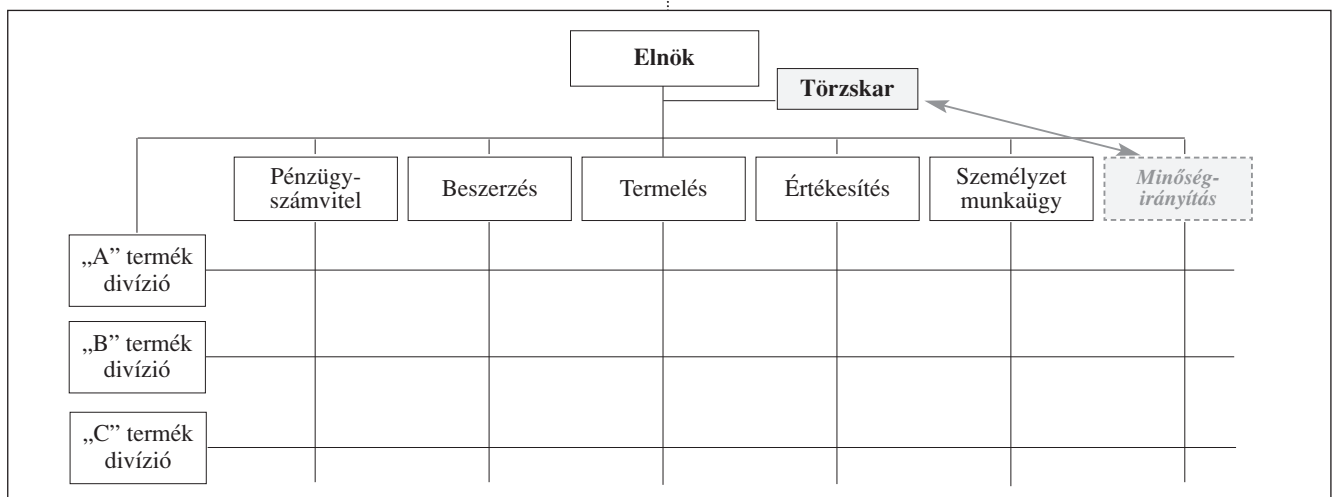 Elnök
Törzskar
Pénzügy-
számvitel
Beszerzés
Termelés
Értékesítés
Személyzet
munkaügy
Minőség-
irányítás
„A” termék
divízió
„B” termék
divízió
„C” termék
divízió